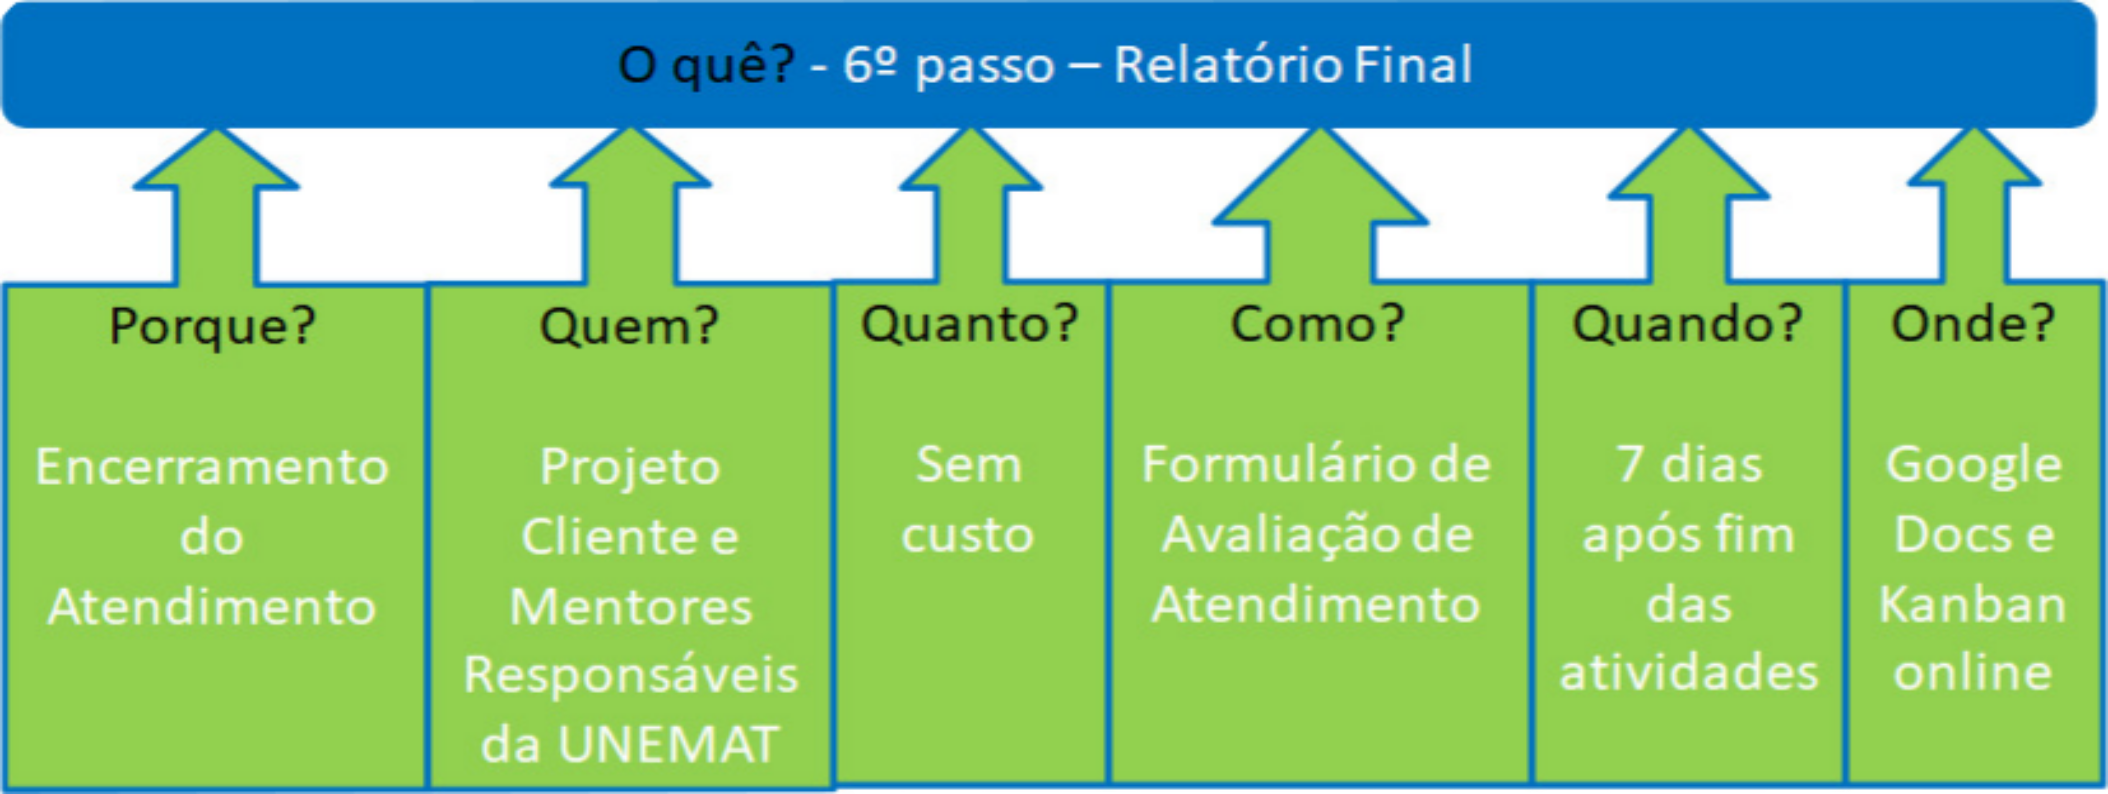 O quê? - 6º passo – Relatório Final
Porque?
Encerramento
do
Atendimento
Quem?
Projeto
Cliente e
Mentores
Responsáveis
da UNEMAT
Quanto?
Sem
custo
Como?
Formulário de
Avaliação de
Atendimento
Quando?
7 dias
após fim
das
atividades
Onde?
Google
Docs e
Kanban
online